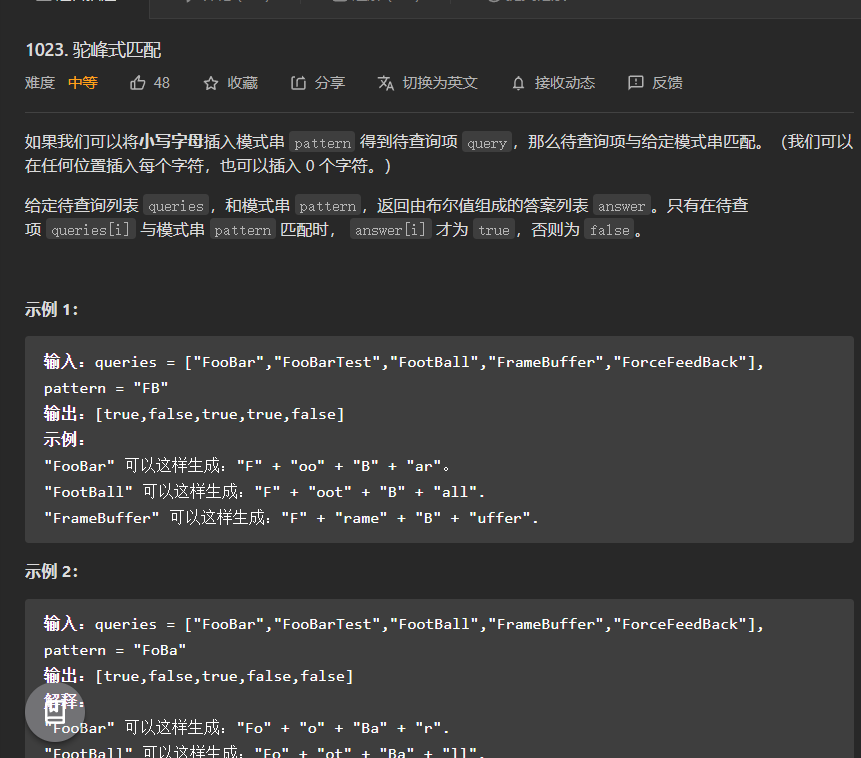 1023. 驼峰式匹配
难度 中等 48 收藏 分享 切换为英文 接收动态 反馈
如果我们可以将小写字母插入模式串 pattern 得到待查询项 query，那么待查询项与给定模式串匹配。（我们可以
在任何位置插入每个字符，也可以插入 0 个字符。）
给定待查询列表 queries，和模式串 pattern，返回由布尔值组成的答案列表 answer。只有在待查
项 queries[i] 与模式串 pattern 匹配时， answer[i] 才为 true，否则为 false。
示例 1：
输入：queries = ["FooBar","FooBarTest","FootBall","FrameBuffer","ForceFeedBack"],
pattern = "FB"
输出：[true,false,true,true,false]
示例：
"FooBar" 可以这样生成："F" + "oo" + "B" + "ar"。
"FootBall" 可以这样生成："F" + "oot" + "B" + "all".
"FrameBuffer" 可以这样生成："F" + "rame" + "B" + "uffer".
示例 2：
输入：queries = ["FooBar","FooBarTest","FootBall","FrameBuffer","ForceFeedBack"],
pattern = "FoBa"
输出：[true,false,true,false,false]
解释：
"FooBar" 可以这样生成："Fo" + "o" + "Ba" + "r".
"FootBall" 可以这样生成："Fo" + "ot" + "Ba" + "ll".